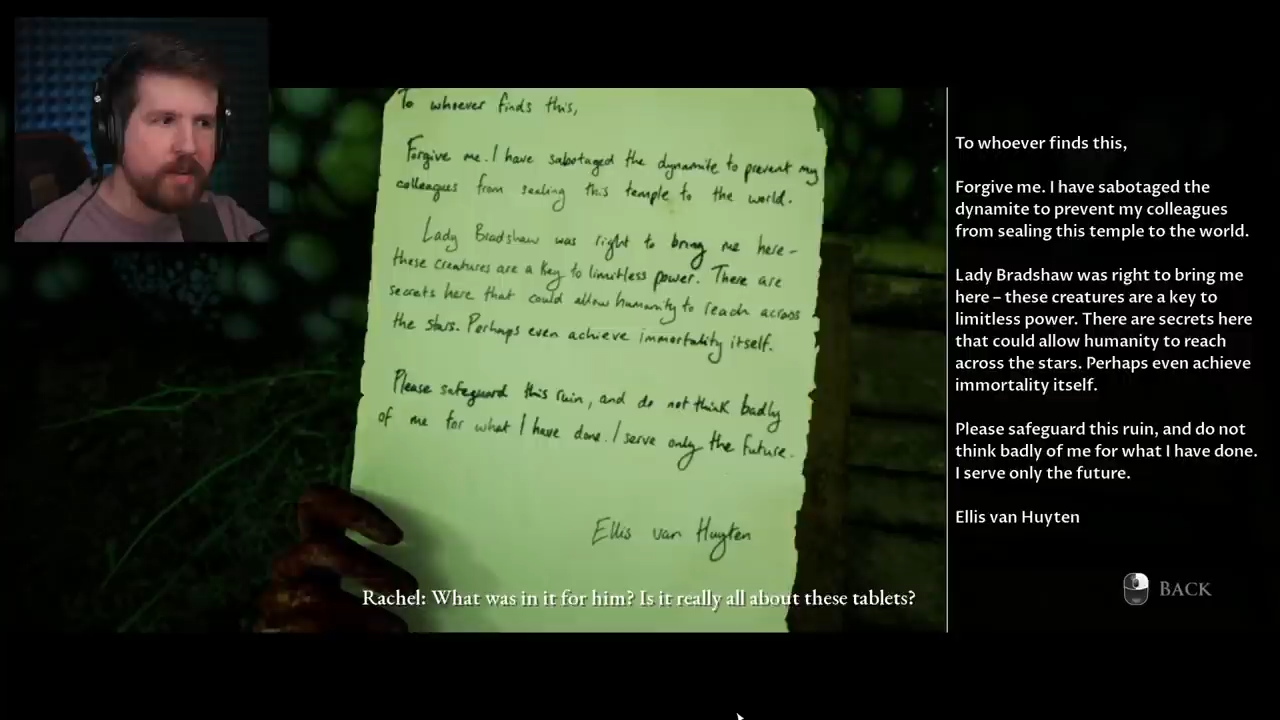 To whoever finds this,
Forgive me. I have sabotaged the dynamite to prevent my
colleagues from sealing this temple to the world.
Lady Bradshaw was right to bring me here -
these creatures are a key to limitless power. There are
secrets here that could allow humanity to reach across
the stars. Perhaps even achieve immortality itself.
Please safeguard this ruin, and do not think badly
of me for what I have done. I serve only the future.
Ellis van Huyten
Rachel: What was in it for him? Is it really all about these tablets?
To whoever finds this,
Forgive me. I have sabotaged the
dynamite to prevent my colleagues
from sealing this temple to the world.
Lady Bradshaw was right to bring me
here – these creatures are a key to
limitless power. There are secrets here
that could allow humanity to reach
across the stars. Perhaps even achieve
immortality itself.
Please safeguard this ruin, and do not
think badly of me for what I have done.
I serve only the future.
Ellis van Huyten
BACK